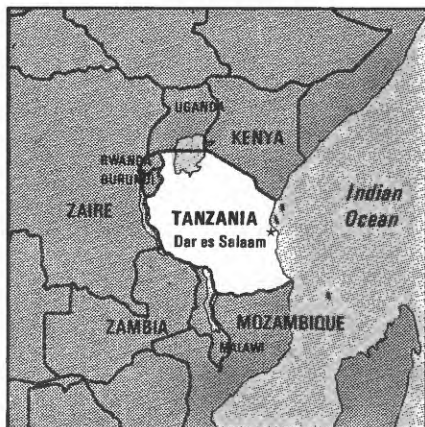 UGANDA
KENYA
RWANDA
BURUNDI
ZAIRE
TANZANIA
Dar es Salaam
Indian
Ocean
ZAMBIA
MOZAMBIQUE
MALAWI